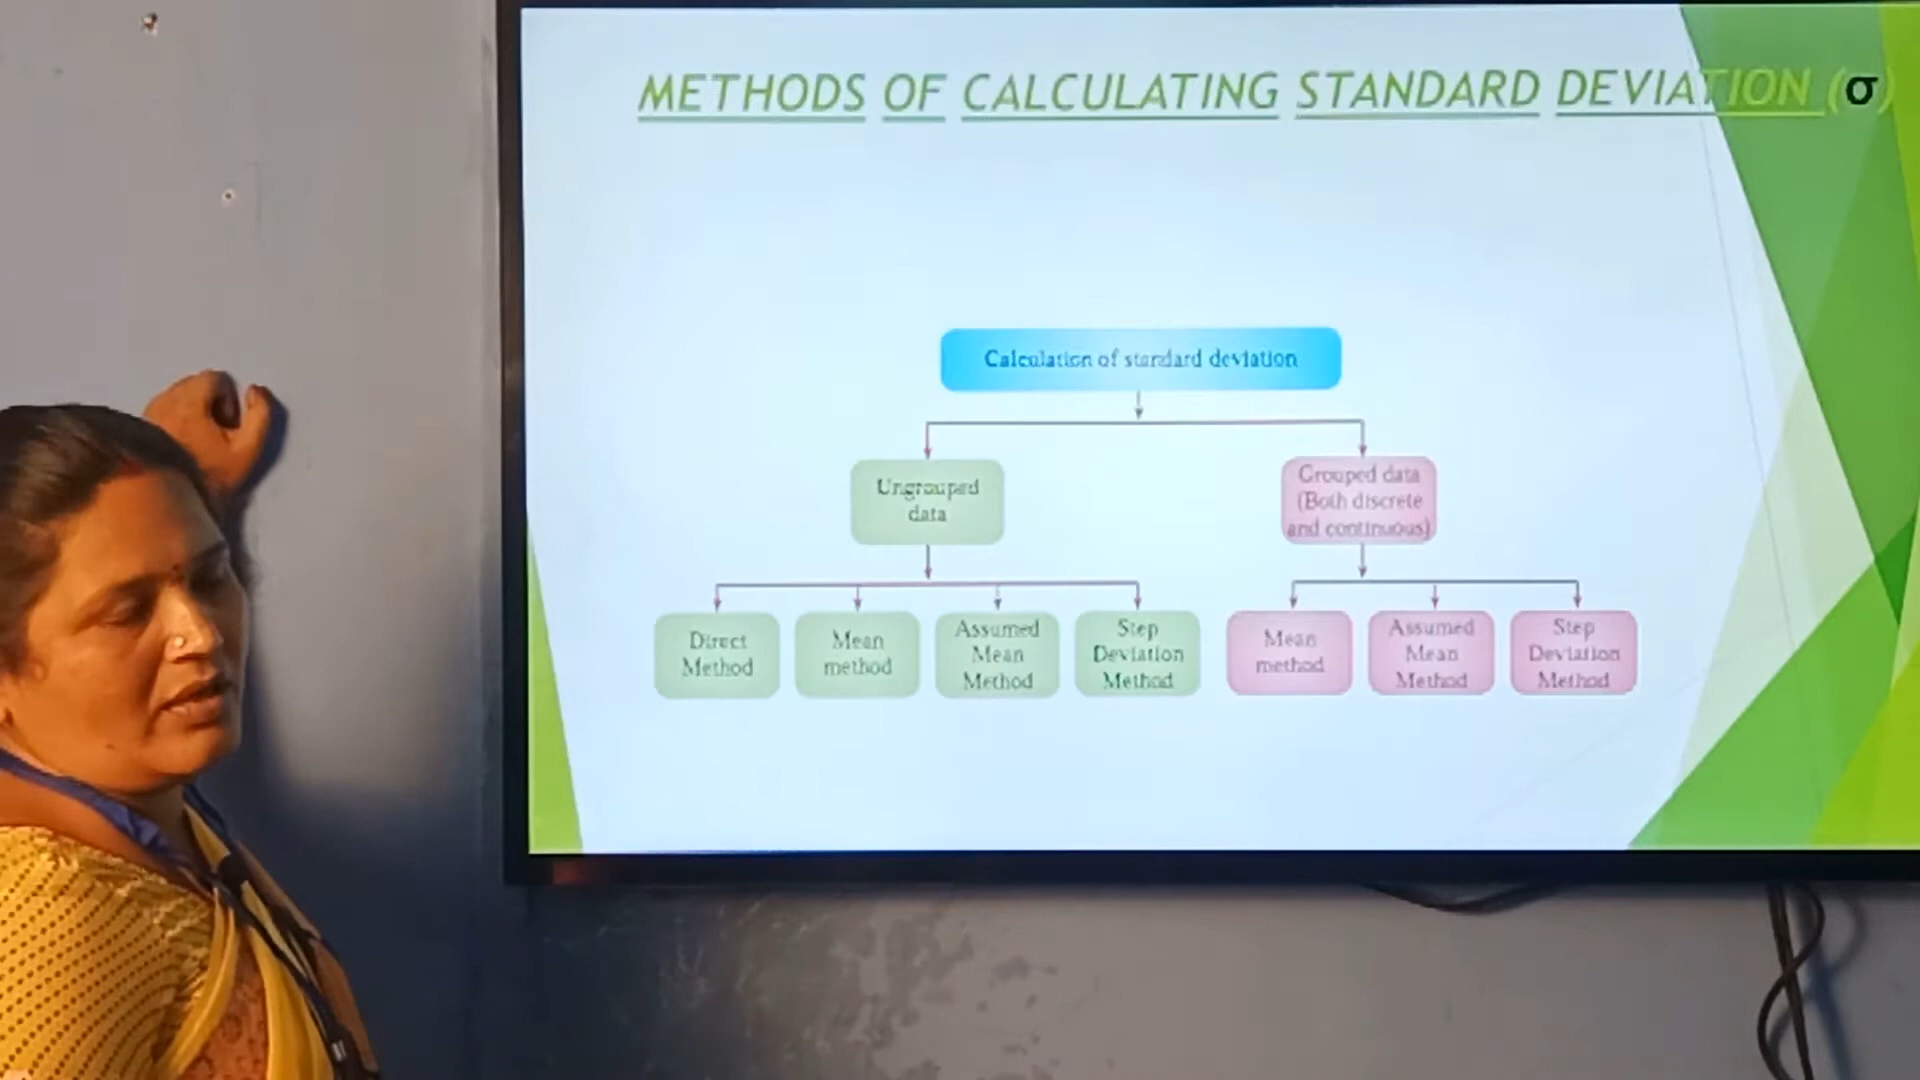 METHODS OF CALCULATING STANDARD DEVIATION (σ)
Calculation of standard deviation
Ungrouped
data
Grouped data
(Both discrete
and continuous)
Direct
Method
Mean
method
Assumed
Mean
Method
Step
Deviation
Method
Mean
method
Assumed
Mean
Method
Step
Deviation
Method